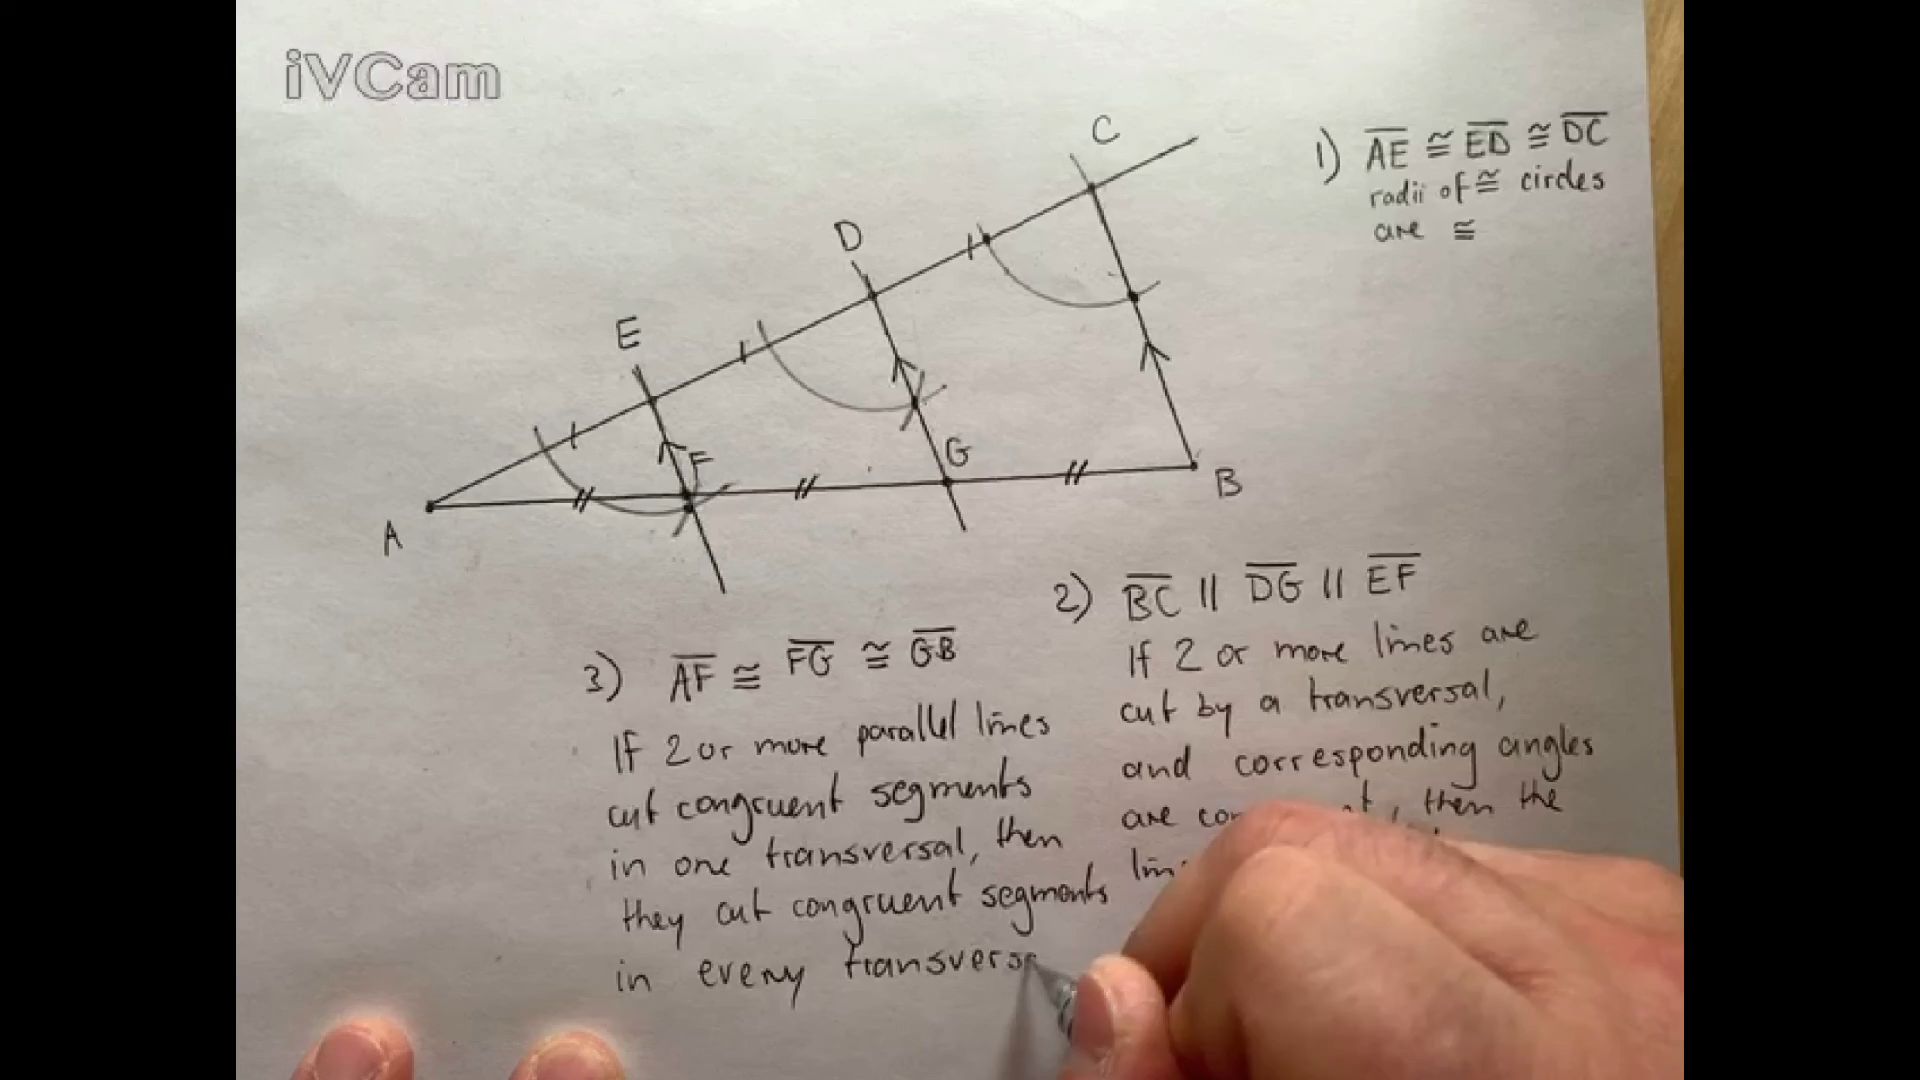 iVCam
C
D
E
F
G
A
B
1) AE ≅ ED ≅ DC
radii of ≅ circles
are ≅
2) BC || DG || EF
If 2 or more lines are
cut by a transversal,
and corresponding angles
are , then the
3) AF ≅ FG ≅ GB
If 2 or more parallel lines
cut congruent segments
in one transversal, then
they cut congruent segments
in every